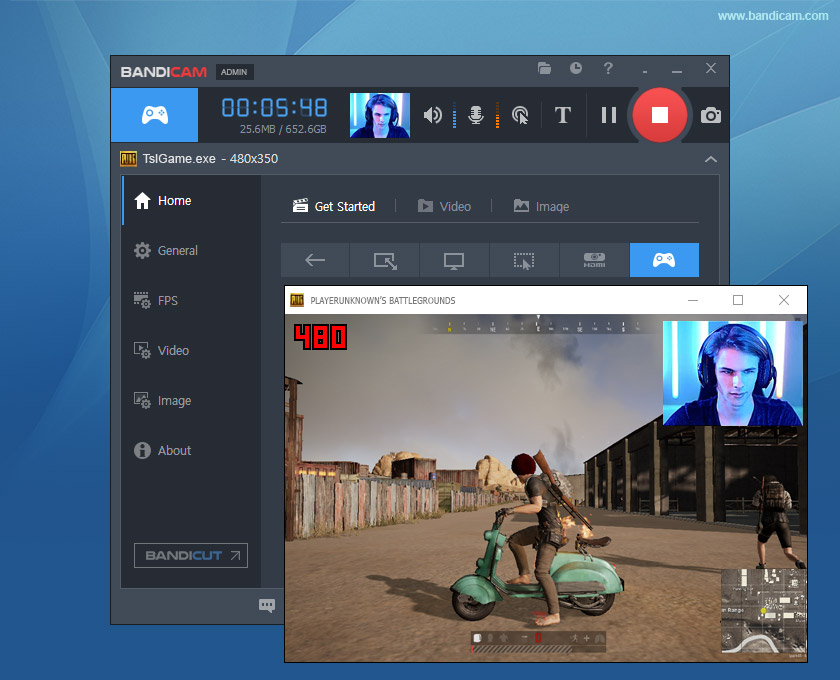 www.bandicam.com
BANDICAM ADMIN
?
00:05:48
25.6MB / 652.6GB
T
TslGame.exe - 480x350
Home
Get Started
Video
Image
General
HDMI
FPS
PLAYERUNKNOWN'S BATTLEGROUNDS
480
Video
Image
About
BANDICUT